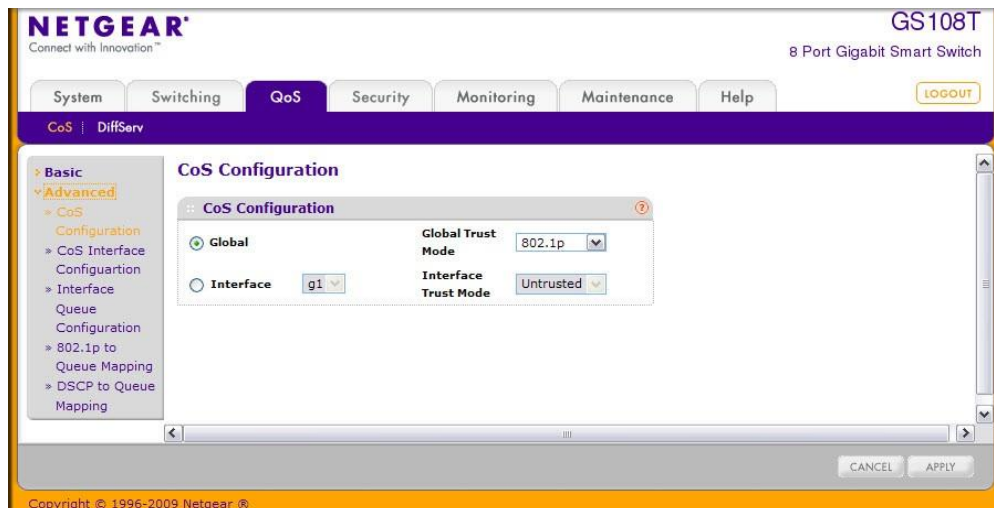 NETGEAR®
Connect with Innovation™
GS108T
8 Port Gigabit Smart Switch
System
Switching
QoS
Security
Monitoring
Maintenance
Help
LOGOUT
CoS | DiffServ
Basic
Advanced
» CoS
Configuration
» CoS Interface
Configuartion
» Interface
Queue
Configuration
» 802.1p to
Queue Mapping
» DSCP to Queue
Mapping
CoS Configuration
CoS Configuration
?
Global
Global Trust
Mode
802.1p
Interface
g1
Interface
Trust Mode
Untrusted
CANCEL
APPLY
Copyright © 1996-2009 Netgear ®